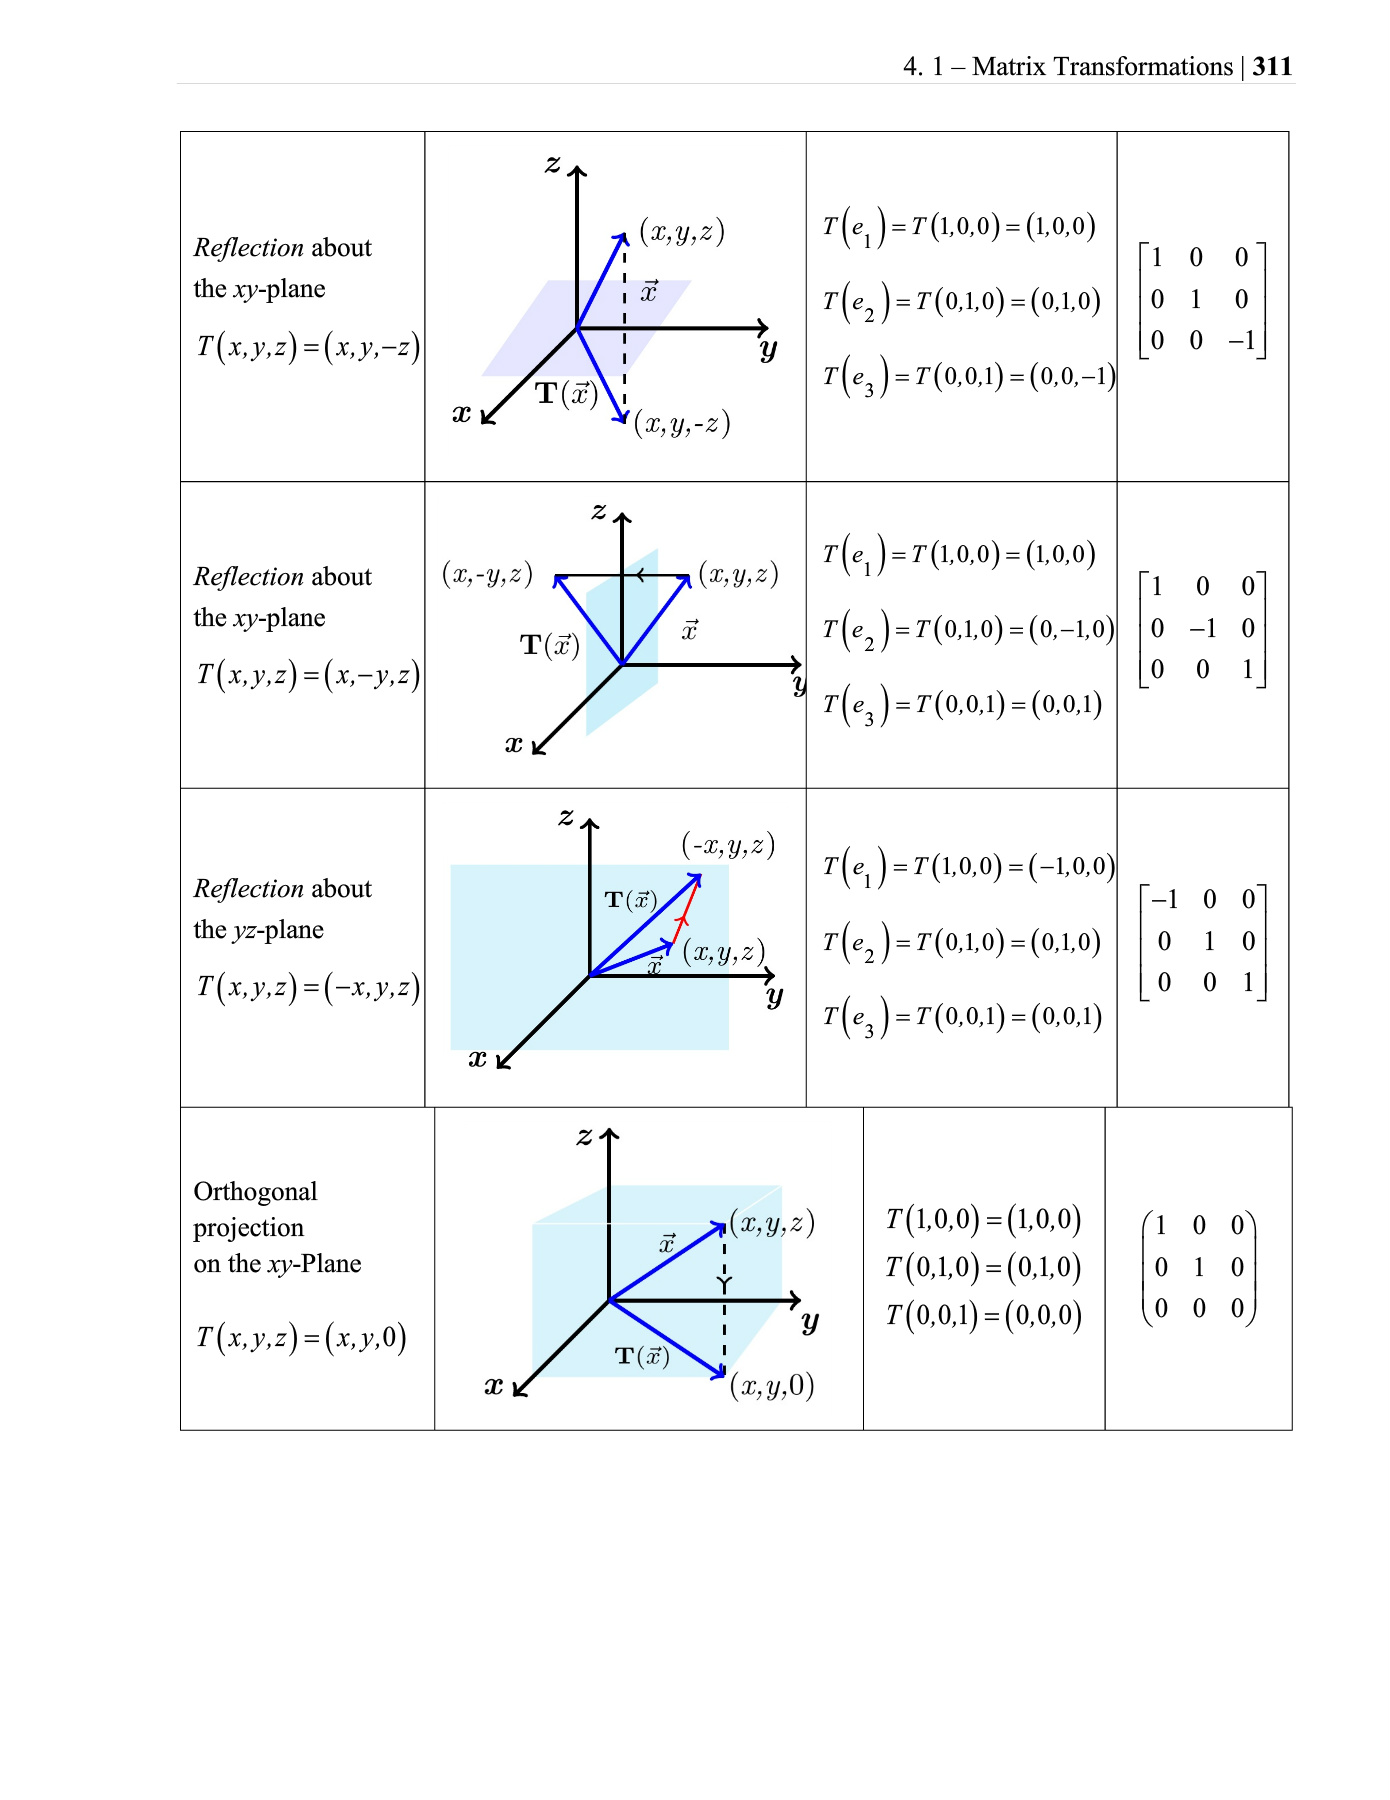 4. 1 – Matrix Transformations | 311
Reflection about
the xy-plane
T(x,y,z)=(x,y,−z)
z
(x,y,z)
x⃗
y
T(x⃗)
x
(x,y,-z)
T(e₁)=T(1,0,0)=(1,0,0)
T(e₂)=T(0,1,0)=(0,1,0)
T(e₃)=T(0,0,1)=(0,0,−1)
[1 0 0]
[0 1 0]
[0 0 −1]
Reflection about
the xy-plane
T(x,y,z)=(x,−y,z)
z
(x,-y,z)
(x,y,z)
T(x⃗)
x⃗
y
x
T(e₁)=T(1,0,0)=(1,0,0)
T(e₂)=T(0,1,0)=(0,−1,0)
T(e₃)=T(0,0,1)=(0,0,1)
[1 0 0]
[0 −1 0]
[0 0 1]
Reflection about
the yz-plane
T(x,y,z)=(−x,y,z)
z
(-x,y,z)
T(x⃗)
(x,y,z)
x⃗
y
x
T(e₁)=T(1,0,0)=(−1,0,0)
T(e₂)=T(0,1,0)=(0,1,0)
T(e₃)=T(0,0,1)=(0,0,1)
[−1 0 0]
[0 1 0]
[0 0 1]
Orthogonal
projection
on the xy-Plane
T(x,y,z)=(x,y,0)
z
(x,y,z)
x⃗
y
T(x⃗)
x
(x,y,0)
T(1,0,0)=(1,0,0)
T(0,1,0)=(0,1,0)
T(0,0,1)=(0,0,0)
(1 0 0)
(0 1 0)
(0 0 0)